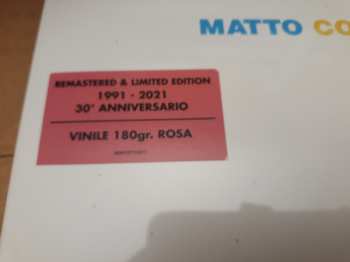 MATTO CO
REMASTERED & LIMITED EDITION
1991 - 2021
30° ANNIVERSARIO
VINILE 180gr. ROSA